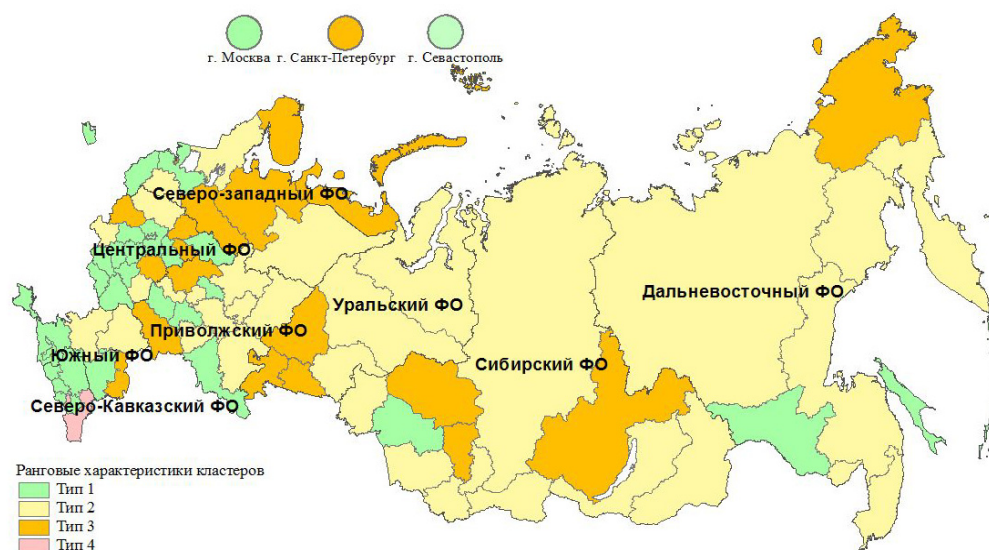 г. Москва г. Санкт-Петербург г. Севастополь
Северо-западный ФО
Центральный ФО
Дальневосточный ФО
Уральский ФО
Приволжский ФО
Южный ФО
Сибирский ФО
Северо-Кавказский ФО
Ранговые характеристики кластеров
Тип 1
Тип 2
Тип 3
Тип 4